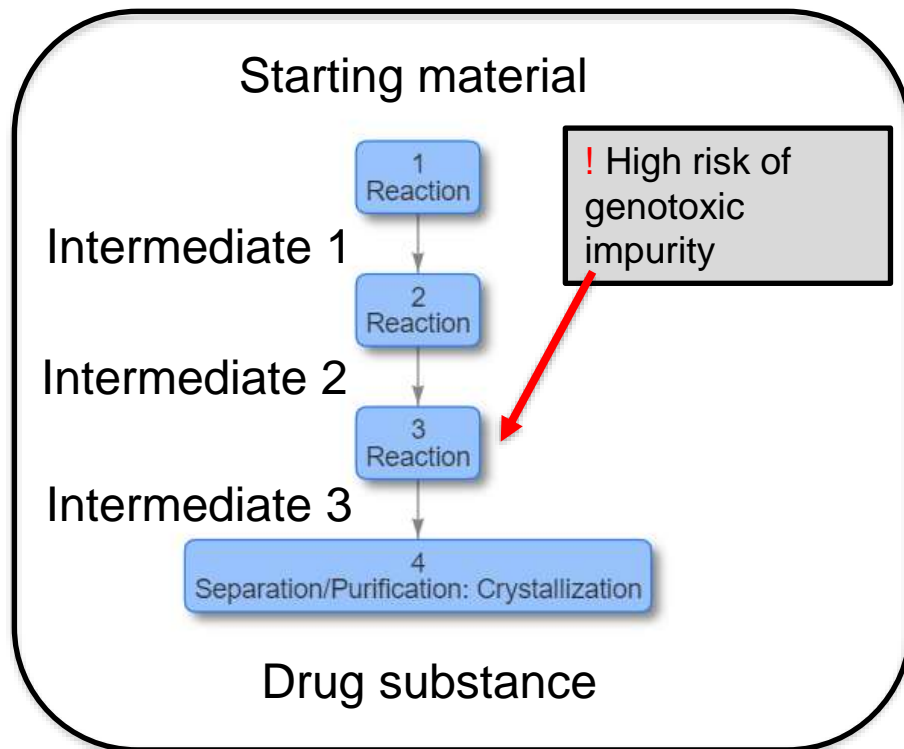 Starting material
1
Reaction
! High risk of
genotoxic
impurity
Intermediate 1
2
Reaction
Intermediate 2
3
Reaction
Intermediate 3
4
Separation/Purification: Crystallization
Drug substance